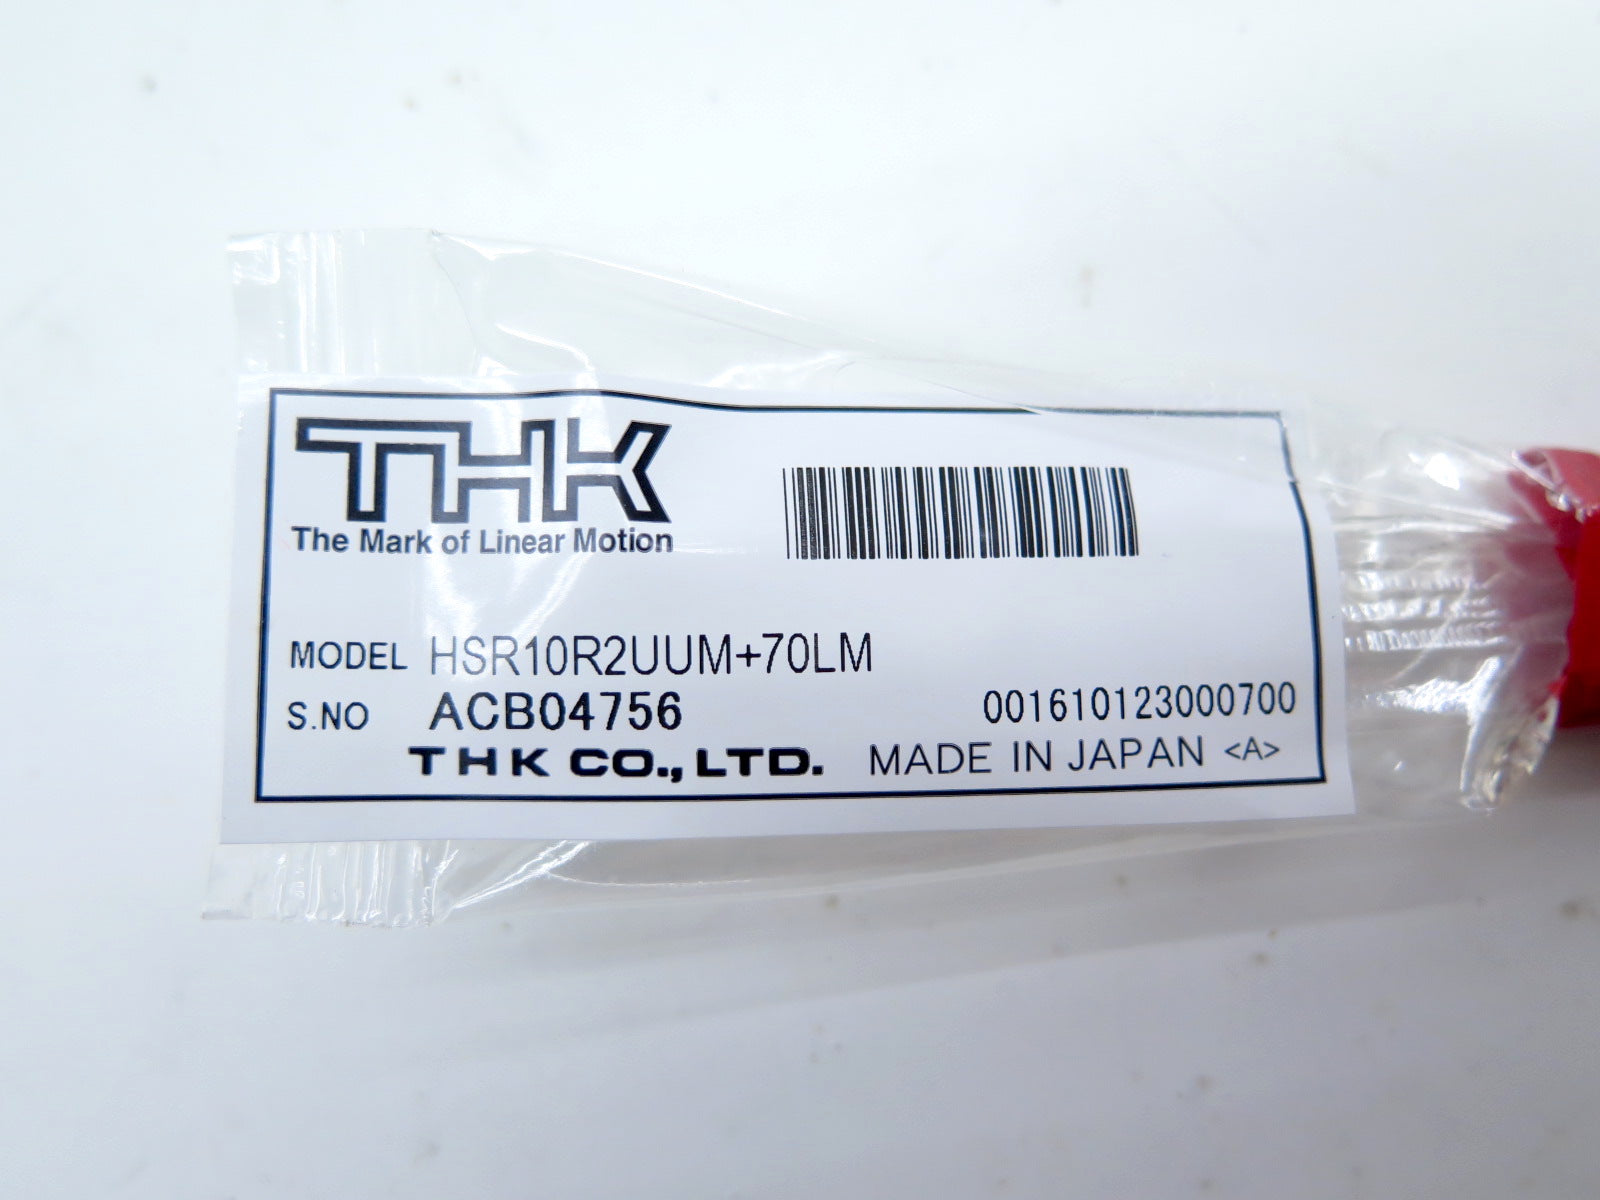 THK
The Mark of Linear Motion
MODEL HSR10R2UUM+70LM
S.NO ACB04756 001610123000700
THK CO., LTD. MADE IN JAPAN <A>